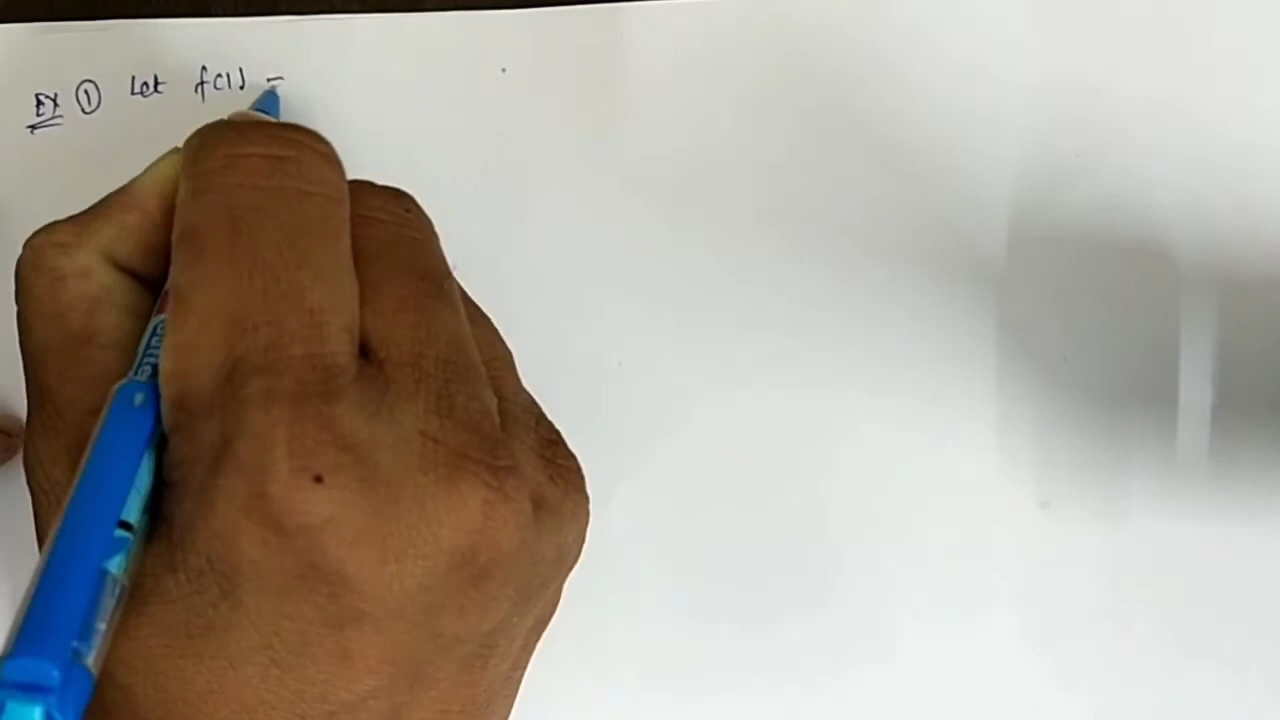 Ex ① Let f(1) =